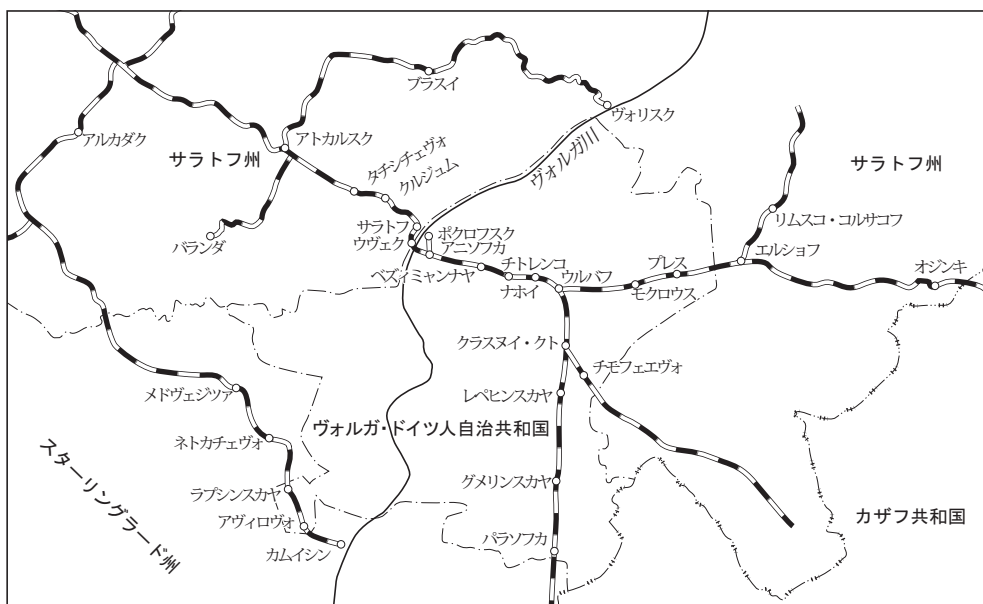 プラスイ
ヴォリスク
アルカダク
アトカルスク
サラトフ州
タチシチェヴォ
クルジュム
ヴォルガ川
サラトフ州
リムスコ・コルサコフ
バランダ
サラトフ
ウヴェク
ポクロフスク
アニソフカ
ベズィミャンナヤ
チトレンコ
ナホイ
ウルバフ
プレス
モクロウス
エルショフ
オジンキ
クラスヌイ・クト
チモフェエヴォ
メドヴェジツァ
レペヒンスカヤ
ヴォルガ・ドイツ人自治共和国
ネトカチェヴォ
スターリングラード州
ラプシンスカヤ
グメリンスカヤ
アヴィロヴォ
カムイシン
パラソフカ
カザフ共和国